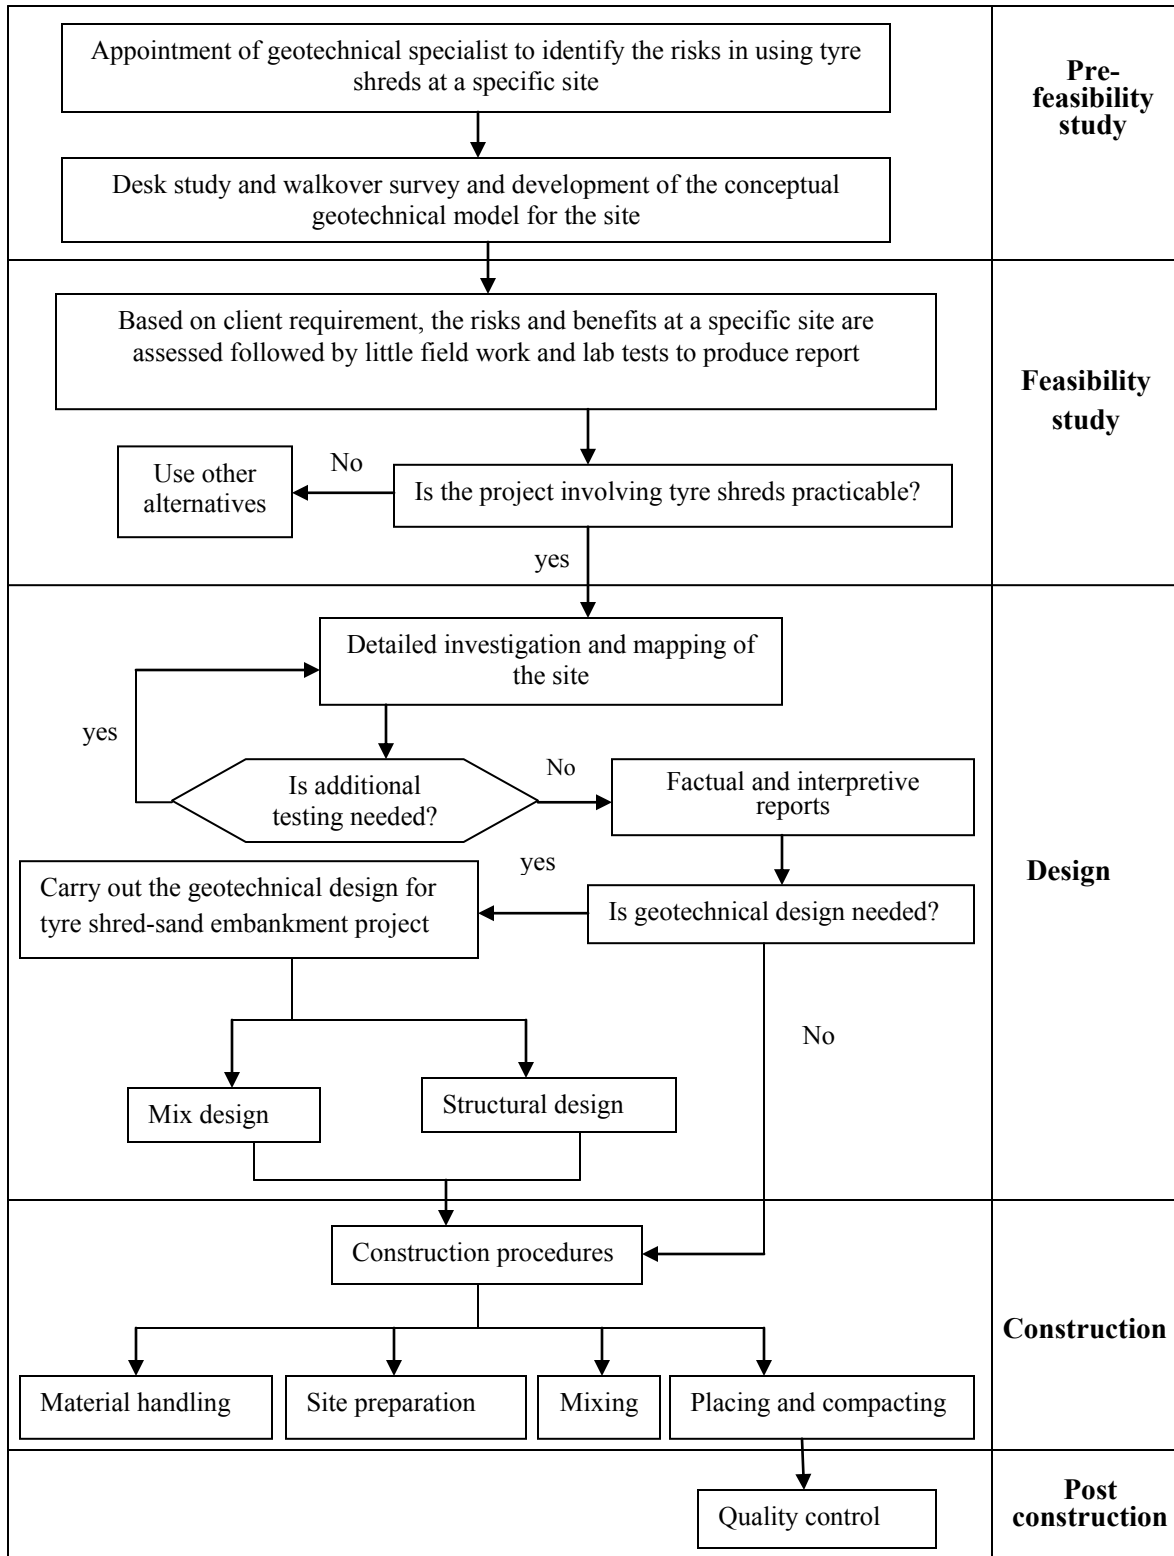 Appointment of geotechnical specialist to identify the risks in using tyre
shreds at a specific site
Pre-
feasibility
study
Desk study and walkover survey and development of the conceptual
geotechnical model for the site
Based on client requirement, the risks and benefits at a specific site are
assessed followed by little field work and lab tests to produce report
Feasibility
study
Use other
alternatives
No
Is the project involving tyre shreds practicable?
yes
Detailed investigation and mapping of
the site
yes
Is additional
testing needed?
No
Factual and interpretive
reports
Design
Carry out the geotechnical design for
tyre shred-sand embankment project
yes
Is geotechnical design needed?
No
Mix design
Structural design
Construction procedures
Construction
Material handling
Site preparation
Mixing
Placing and compacting
Quality control
Post
construction